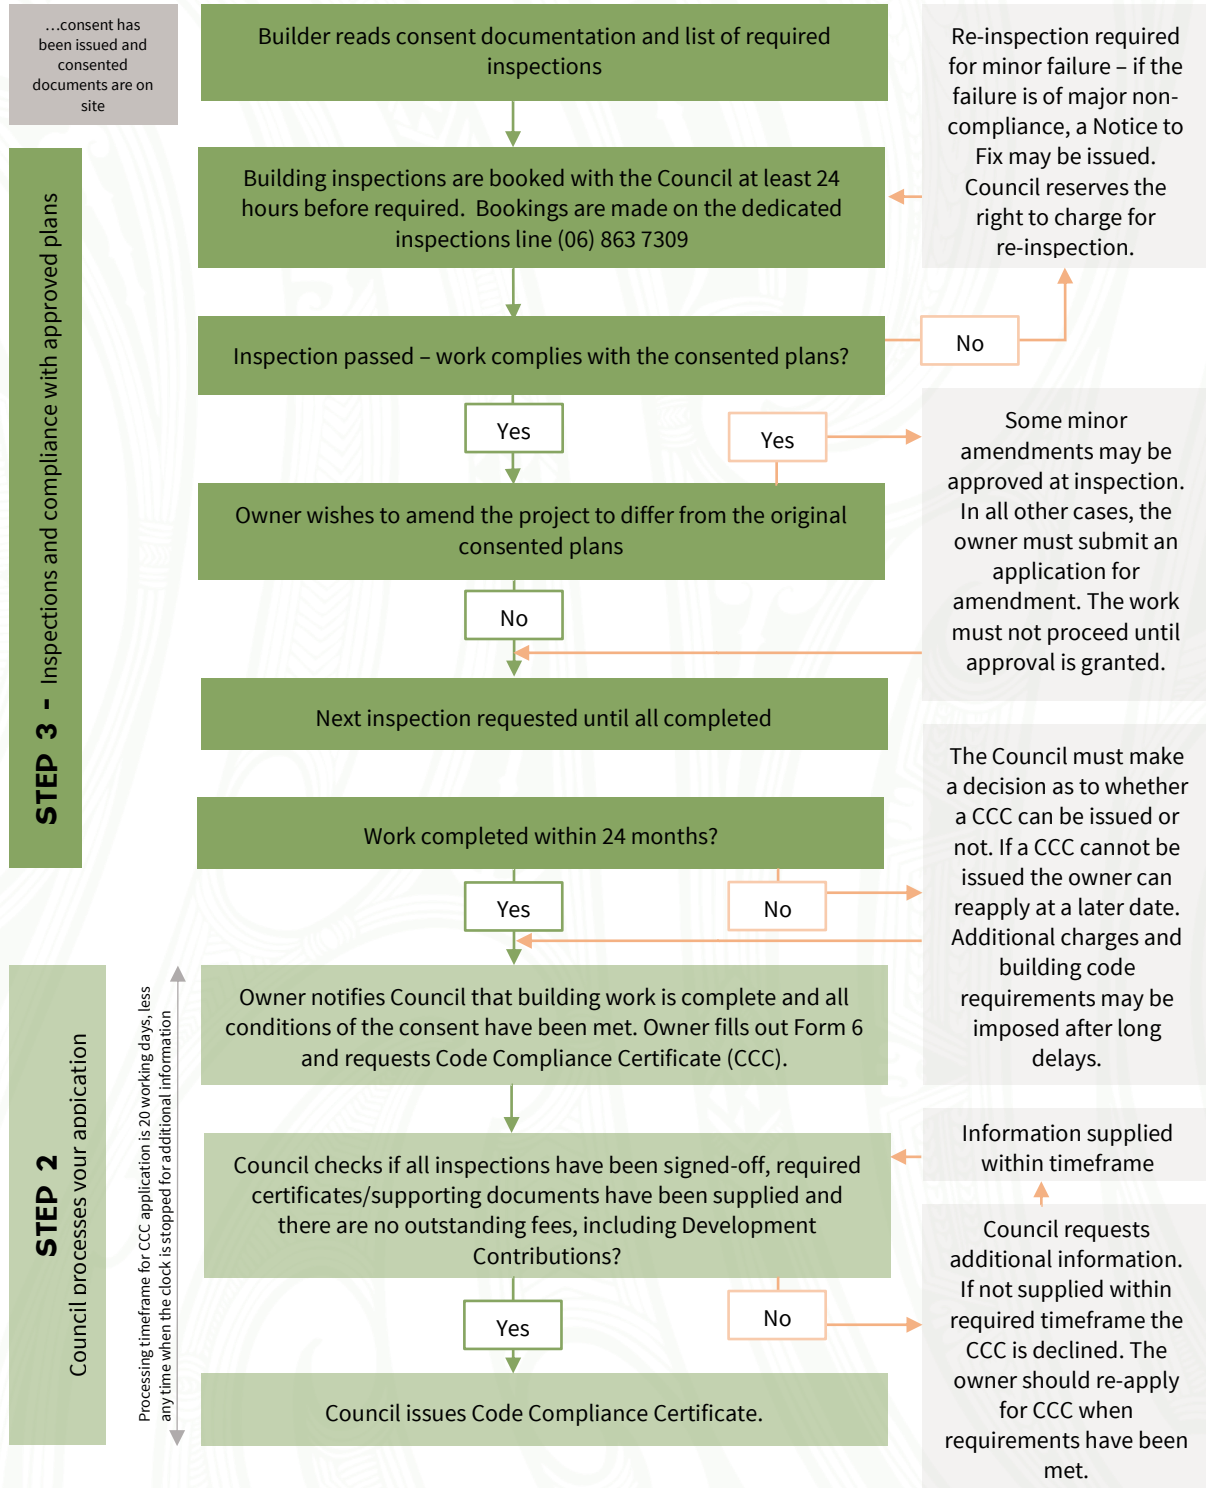 ...consent has
been issued and
consented
documents are on
site
Builder reads consent documentation and list of required
inspections
Re-inspection required
for minor failure – if the
failure is of major non-
compliance, a Notice to
Fix may be issued.
Council reserves the
right to charge for
re-inspection.
STEP 3 - Inspections and compliance with approved plans
Building inspections are booked with the Council at least 24
hours before required. Bookings are made on the dedicated
inspections line (06) 863 7309
Inspection passed – work complies with the consented plans?
No
Yes
Yes
Some minor
amendments may be
approved at inspection.
In all other cases, the
owner must submit an
application for
amendment. The work
must not proceed until
approval is granted.
Owner wishes to amend the project to differ from the original
consented plans
No
Next inspection requested until all completed
Work completed within 24 months?
Yes
No
The Council must make
a decision as to whether
a CCC can be issued or
not. If a CCC cannot be
issued the owner can
reapply at a later date.
Additional charges and
building code
requirements may be
imposed after long
delays.
STEP 2
Council processes your application
Processing timeframe for CCC application is 20 working days, less
any time when the clock is stopped for additional information
Owner notifies Council that building work is complete and all
conditions of the consent have been met. Owner fills out Form 6
and requests Code Compliance Certificate (CCC).
Council checks if all inspections have been signed-off, required
certificates/supporting documents have been supplied and
there are no outstanding fees, including Development
Contributions?
Information supplied
within timeframe
Yes
No
Council requests
additional information.
If not supplied within
required timeframe the
CCC is declined. The
owner should re-apply
for CCC when
requirements have been
met.
Council issues Code Compliance Certificate.